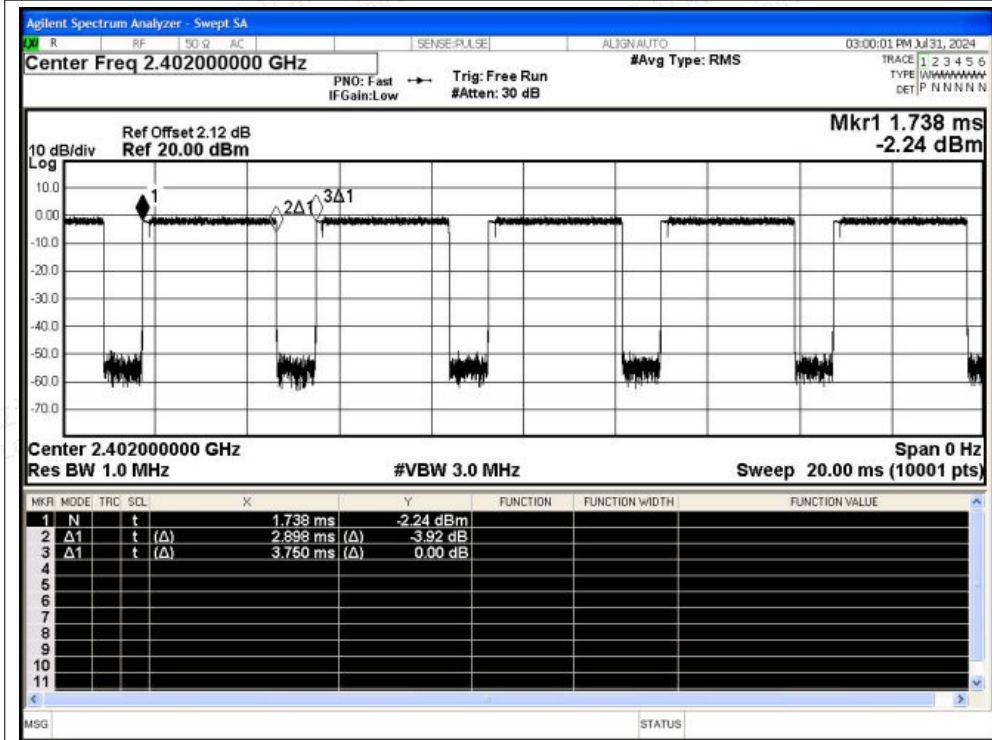 Agilent Spectrum Analyzer - Swept SA
LXI R RF 50 Ω AC SENSE:PULSE ALIGNAUTO 03:00:01 PM Jul 31, 2024
Center Freq 2.402000000 GHz #Avg Type: RMS TRACE 1 2 3 4 5 6
PNO: Fast Trig: Free Run TYPE
IFGain:Low #Atten: 30 dB DET P N N N N N
Mkr1 1.738 ms
-2.24 dBm
Ref Offset 2.12 dB
10 dB/div Ref 20.00 dBm
Log
10.0
0.00
-10.0
-20.0
-30.0
-40.0
-50.0
-60.0
-70.0
1
2Δ1
3Δ1
Center 2.402000000 GHz Span 0 Hz
Res BW 1.0 MHz #VBW 3.0 MHz Sweep 20.00 ms (10001 pts)
MKR MODE TRC SCL X Y FUNCTION FUNCTION WIDTH FUNCTION VALUE
1 N t 1.738 ms -2.24 dBm
2 Δ1 t (Δ) 2.898 ms (Δ) -3.92 dB
3 Δ1 t (Δ) 3.750 ms (Δ) 0.00 dB
4
5
6
7
8
9
10
11
MSG STATUS